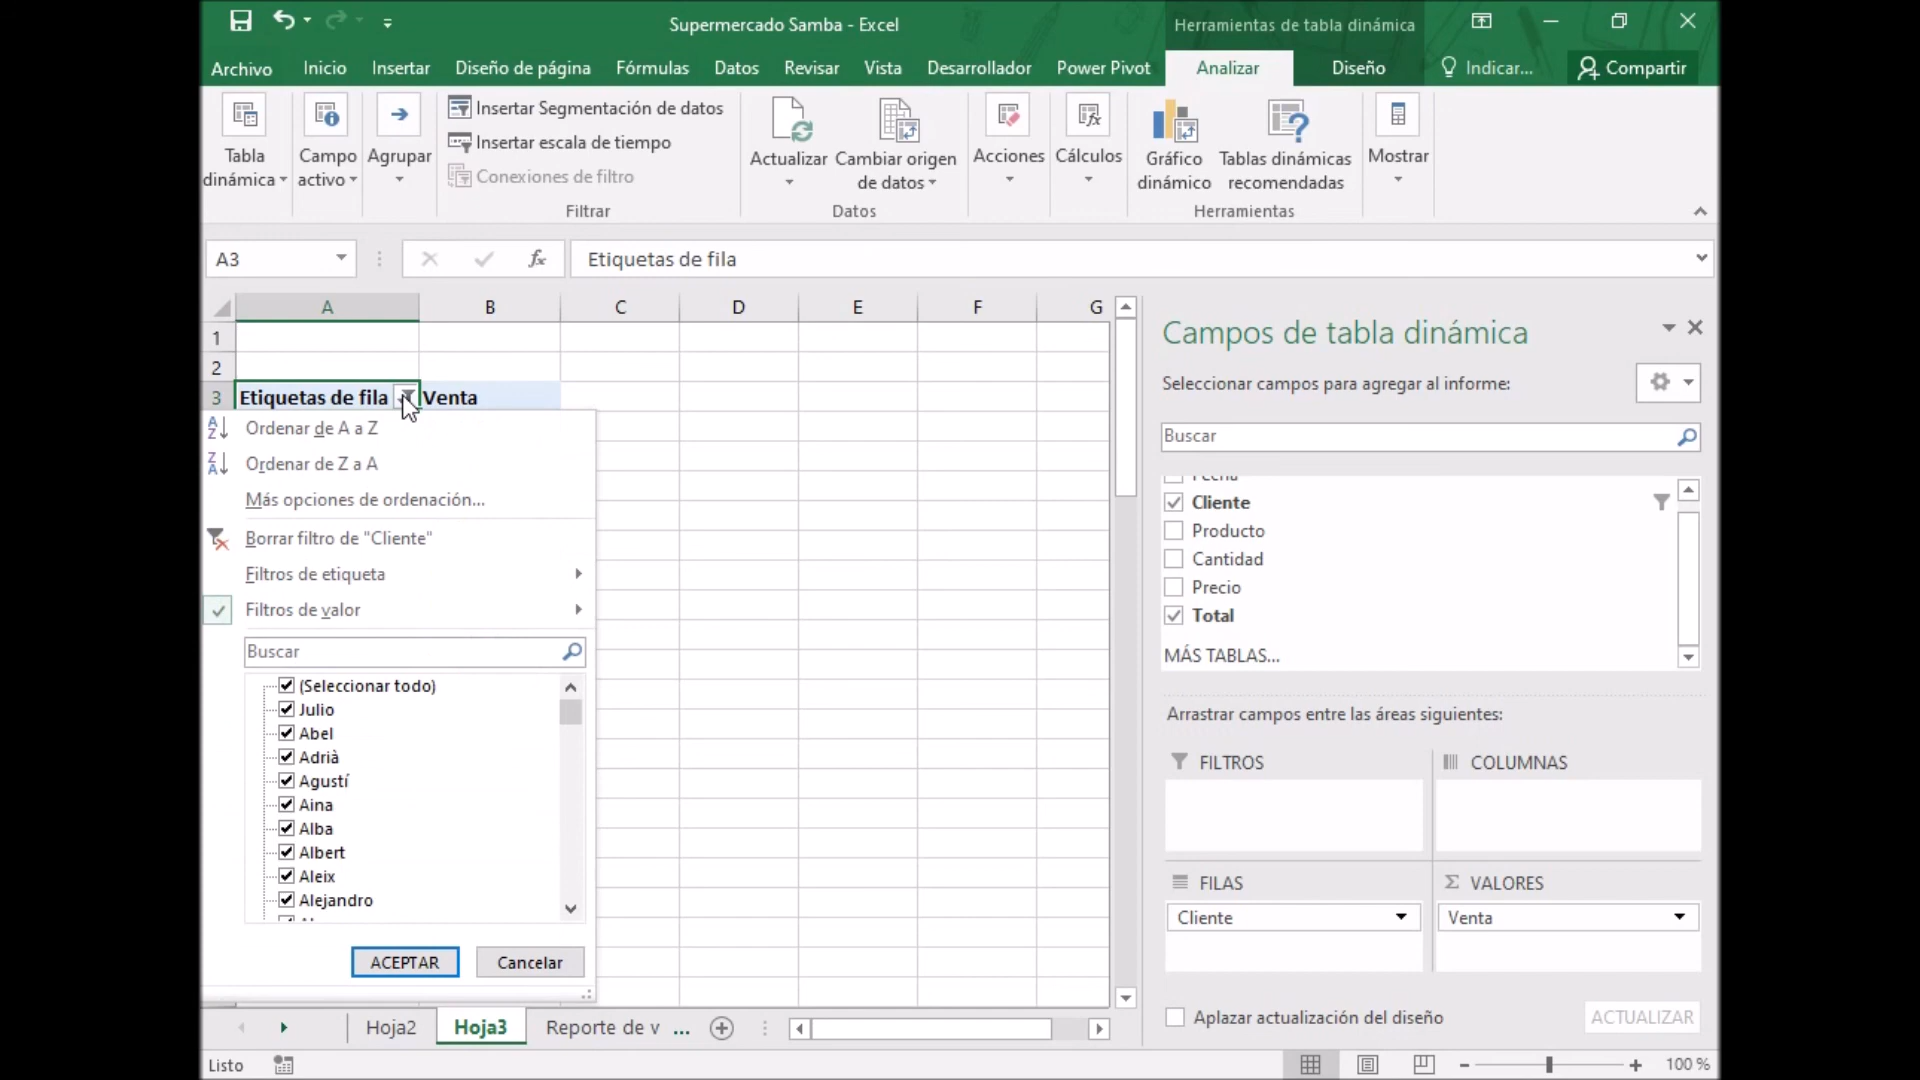 Supermercado Samba - Excel
Herramientas de tabla dinámica
Archivo
Inicio
Insertar
Diseño de página
Fórmulas
Datos
Revisar
Vista
Desarrollador
Power Pivot
Analizar
Diseño
Indicar...
Compartir
Tabla dinámica
Campo activo
Agrupar
Insertar Segmentación de datos
Insertar escala de tiempo
Conexiones de filtro
Filtrar
Actualizar
Cambiar origen de datos
Datos
Acciones
Cálculos
Gráfico dinámico
Tablas dinámicas recomendadas
Herramientas
Mostrar
A3
fx
Etiquetas de fila
A B C D E F G
1
2
3 Etiquetas de fila Venta
Ordenar de A a Z
Ordenar de Z a A
Más opciones de ordenación...
Borrar filtro de "Cliente"
Filtros de etiqueta
Filtros de valor
Buscar
(Seleccionar todo)
Julio
Abel
Adrià
Agustí
Aina
Alba
Albert
Aleix
Alejandro
ACEPTAR
Cancelar
Campos de tabla dinámica
Seleccionar campos para agregar al informe:
Buscar
Cliente
Producto
Cantidad
Precio
Total
MÁS TABLAS...
Arrastrar campos entre las áreas siguientes:
FILTROS
COLUMNAS
FILAS
Σ VALORES
Cliente
Venta
Aplazar actualización del diseño
ACTUALIZAR
Hoja2
Hoja3
Reporte de v ...
Listo
100 %